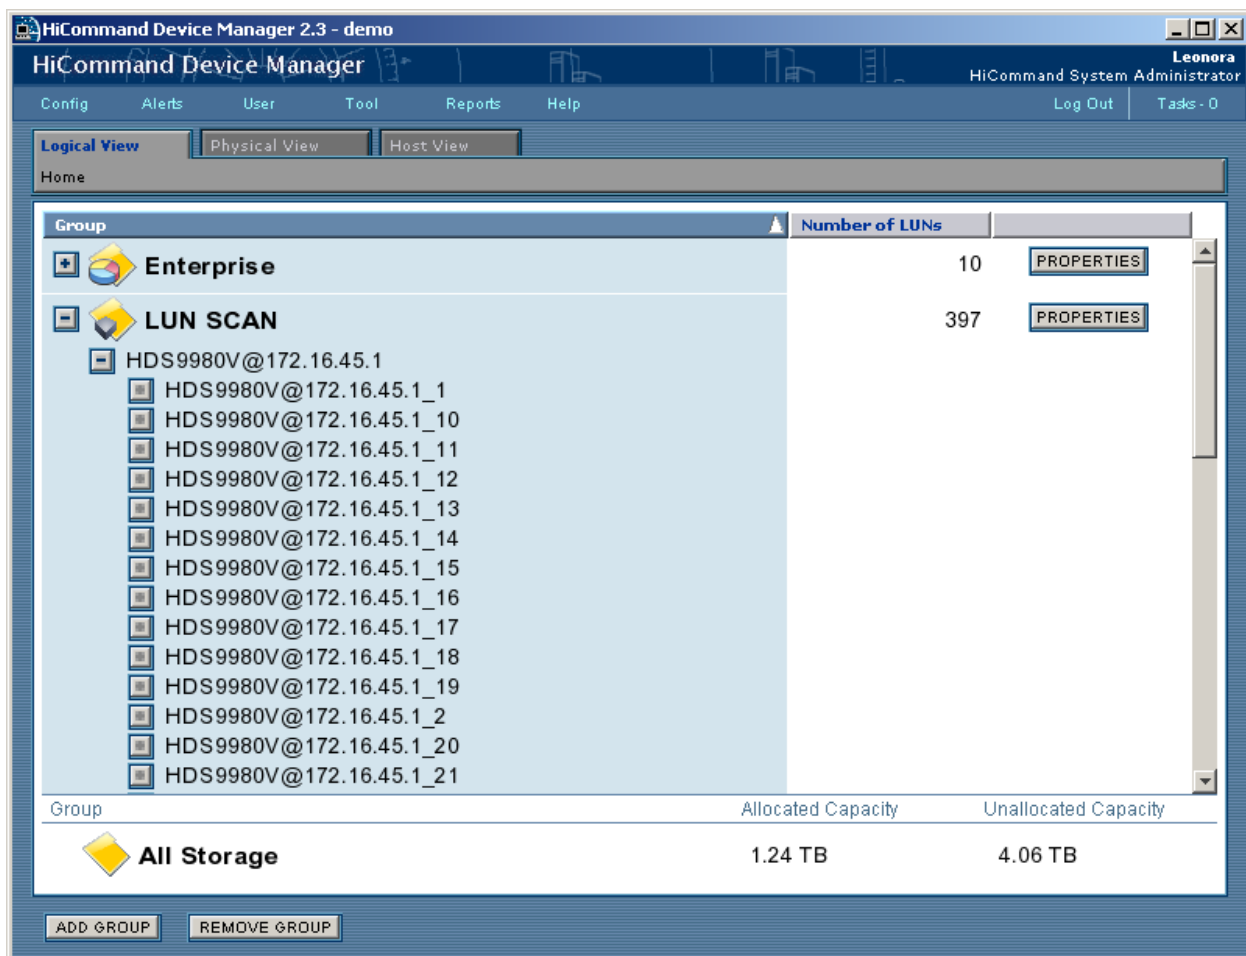 HiCommand Device Manager 2.3 - demo
HiCommand Device Manager
Leonora
HiCommand System Administrator
Config Alerts User Tool Reports Help Log Out Tasks - 0
Logical View Physical View Host View
Home
Group Number of LUNs
Enterprise 10 PROPERTIES
LUN SCAN 397 PROPERTIES
HDS9980V@172.16.45.1
HDS9980V@172.16.45.1_1
HDS9980V@172.16.45.1_10
HDS9980V@172.16.45.1_11
HDS9980V@172.16.45.1_12
HDS9980V@172.16.45.1_13
HDS9980V@172.16.45.1_14
HDS9980V@172.16.45.1_15
HDS9980V@172.16.45.1_16
HDS9980V@172.16.45.1_17
HDS9980V@172.16.45.1_18
HDS9980V@172.16.45.1_19
HDS9980V@172.16.45.1_2
HDS9980V@172.16.45.1_20
HDS9980V@172.16.45.1_21
Group Allocated Capacity Unallocated Capacity
All Storage 1.24 TB 4.06 TB
ADD GROUP REMOVE GROUP